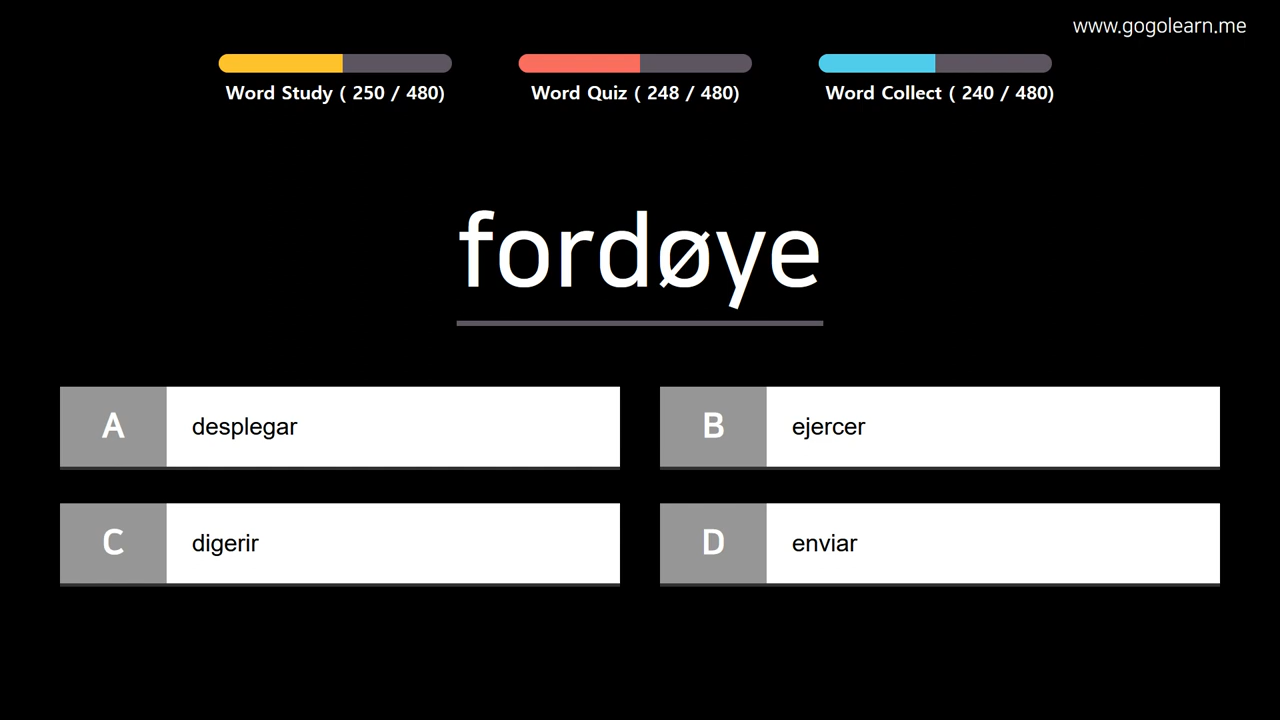 www.gogolearn.me
Word Study ( 250 / 480)
Word Quiz ( 248 / 480)
Word Collect ( 240 / 480)
fordøye
A desplegar
B ejercer
C digerir
D enviar